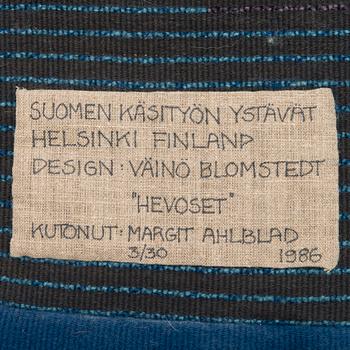 SUOMEN KÄSITYÖN YSTÄVÄT
HELSINKI FINLAND
DESIGN: VÄINÖ BLOMSTEDT
"HEVOSET"
KUTONUT: MARGIT AHLBLAD
3/30 1986